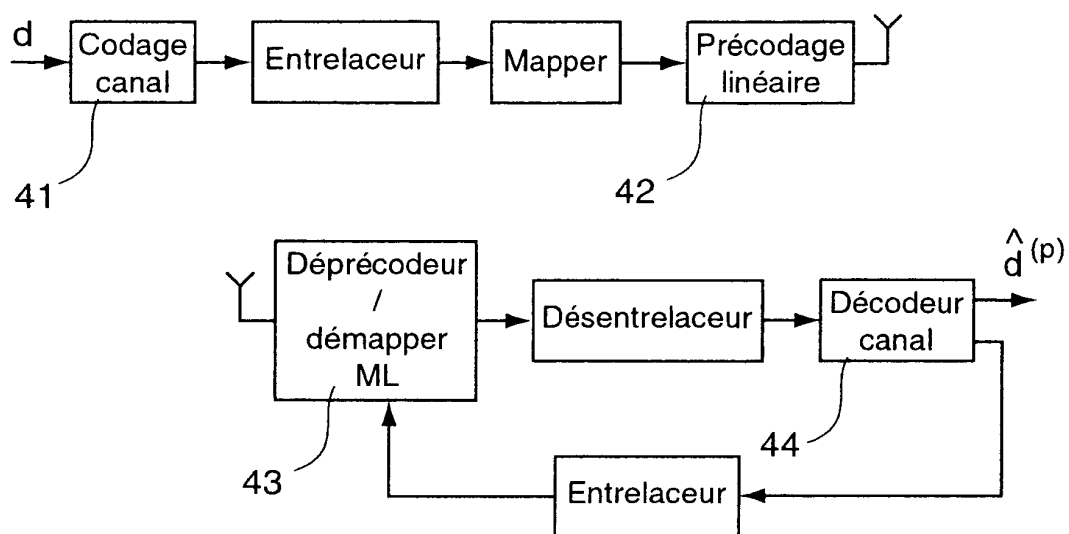 d
Codage
canal
Entrelaceur
Mapper
Précodage
linéaire
41
42
Déprécodeur
/
démapper
ML
Désentrelaceur
Décodeur
canal
d̂(p)
43
44
Entrelaceur